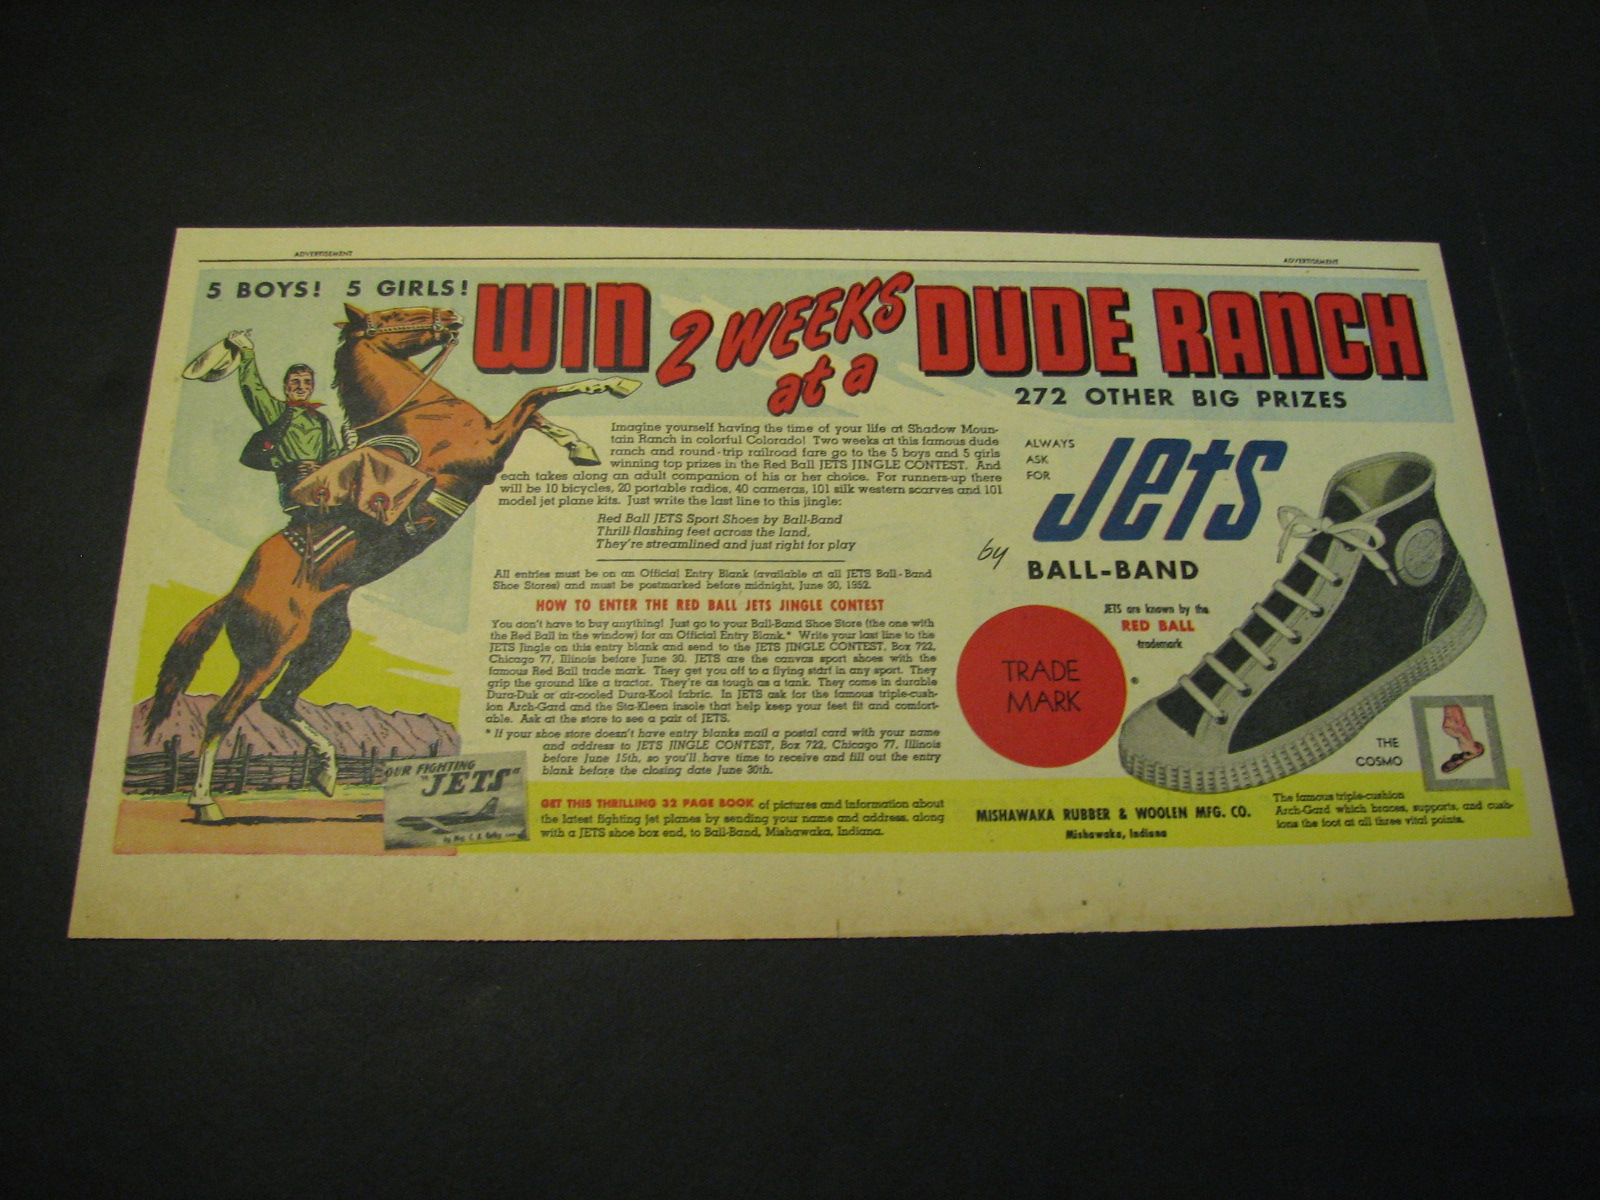 ADVERTISEMENT
ADVERTISEMENT
5 BOYS! 5 GIRLS!
WIN 2 WEEKS at a DUDE RANCH
272 OTHER BIG PRIZES
Imagine yourself having the time of your life at Shadow Moun-
tain Ranch in colorful Colorado! Two weeks at this famous dude
ranch and round-trip railroad fare go to the 5 boys and 5 girls
winning top prizes in the Red Ball JETS JINGLE CONTEST. And
each takes along an adult companion of his or her choice. For runners-up there
will be 10 bicycles, 20 portable radios, 40 cameras, 101 silk western scarves and 101
model jet plane kits. Just write the last line to this jingle:
Red Ball JETS Sport Shoes by Ball-Band
Thrill-flashing feet across the land,
They're streamlined and just right for play
All entries must be on an Official Entry Blank (available at all JETS Ball-Band
Shoe Stores) and must be postmarked before midnight, June 30, 1952.
HOW TO ENTER THE RED BALL JETS JINGLE CONTEST
You don't have to buy anything! Just go to your Ball-Band Shoe Store (the one with
the Red Ball in the window) for an Official Entry Blank.* Write your last line to the
JETS Jingle on this entry blank and send to the JETS JINGLE CONTEST, Box 722,
Chicago 77, Illinois before June 30. JETS are the canvas sport shoes with the
famous Red Ball trade mark. They get you off to a flying start in any sport. They
grip the ground like a tractor. They're as tough as a tank. They come in durable
Dura-Duk or air-cooled Dura-Kool fabric. In JETS ask for the famous triple-cush-
ion Arch-Gard and the Sta-Kleen insole that help keep your feet fit and comfort-
able. Ask at the store to see a pair of JETS.
* If your shoe store doesn't have entry blanks mail a postal card with your name
and address to JETS JINGLE CONTEST, Box 722, Chicago 77, Illinois
before June 15th, so you'll have time to receive and fill out the entry
blank before the closing date June 30th.
OUR FIGHTING
"JETS"
GET THIS THRILLING 32 PAGE BOOK of pictures and information about
the latest fighting jet planes by sending your name and address, along
with a JETS shoe box end, to Ball-Band, Mishawaka, Indiana.
ALWAYS
ASK
FOR
Jets
by
BALL-BAND
JETS are known by the
RED BALL
trademark
TRADE
MARK
THE
COSMO
The famous triple-cushion
Arch-Gard which braces, supports, and cush-
ions the foot at all three vital points.
MISHAWAKA RUBBER & WOOLEN MFG. CO.
Mishawaka, Indiana